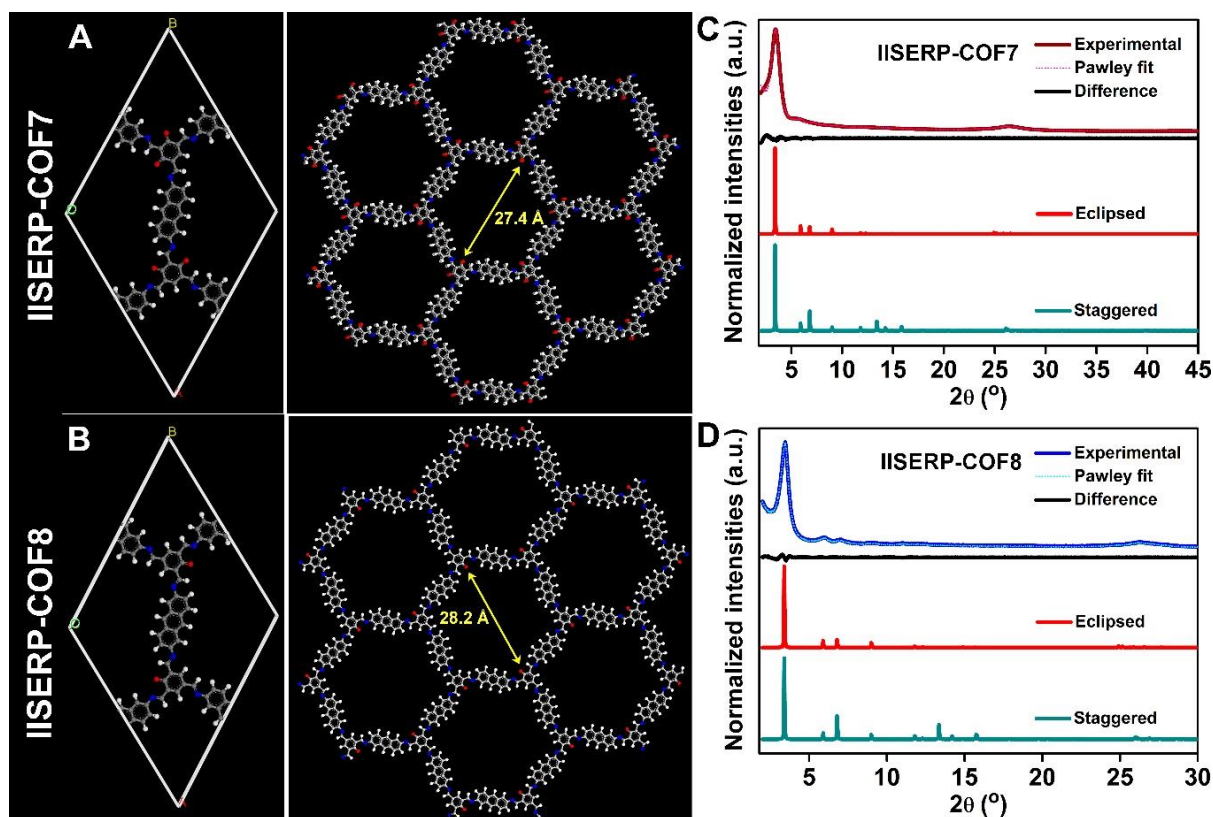 A
IISERP-COF7
B
O
27.4 Å
B
IISERP-COF8
B
O
28.2 Å
C
Normalized intensities (a.u.)
IISERP-COF7
Experimental
Pawley fit
Difference
Eclipsed
Staggered
5 10 15 20 25 30 35 40 45
2θ (°)
D
Normalized intensities (a.u.)
IISERP-COF8
Experimental
Pawley fit
Difference
Eclipsed
Staggered
5 10 15 20 25 30
2θ (°)